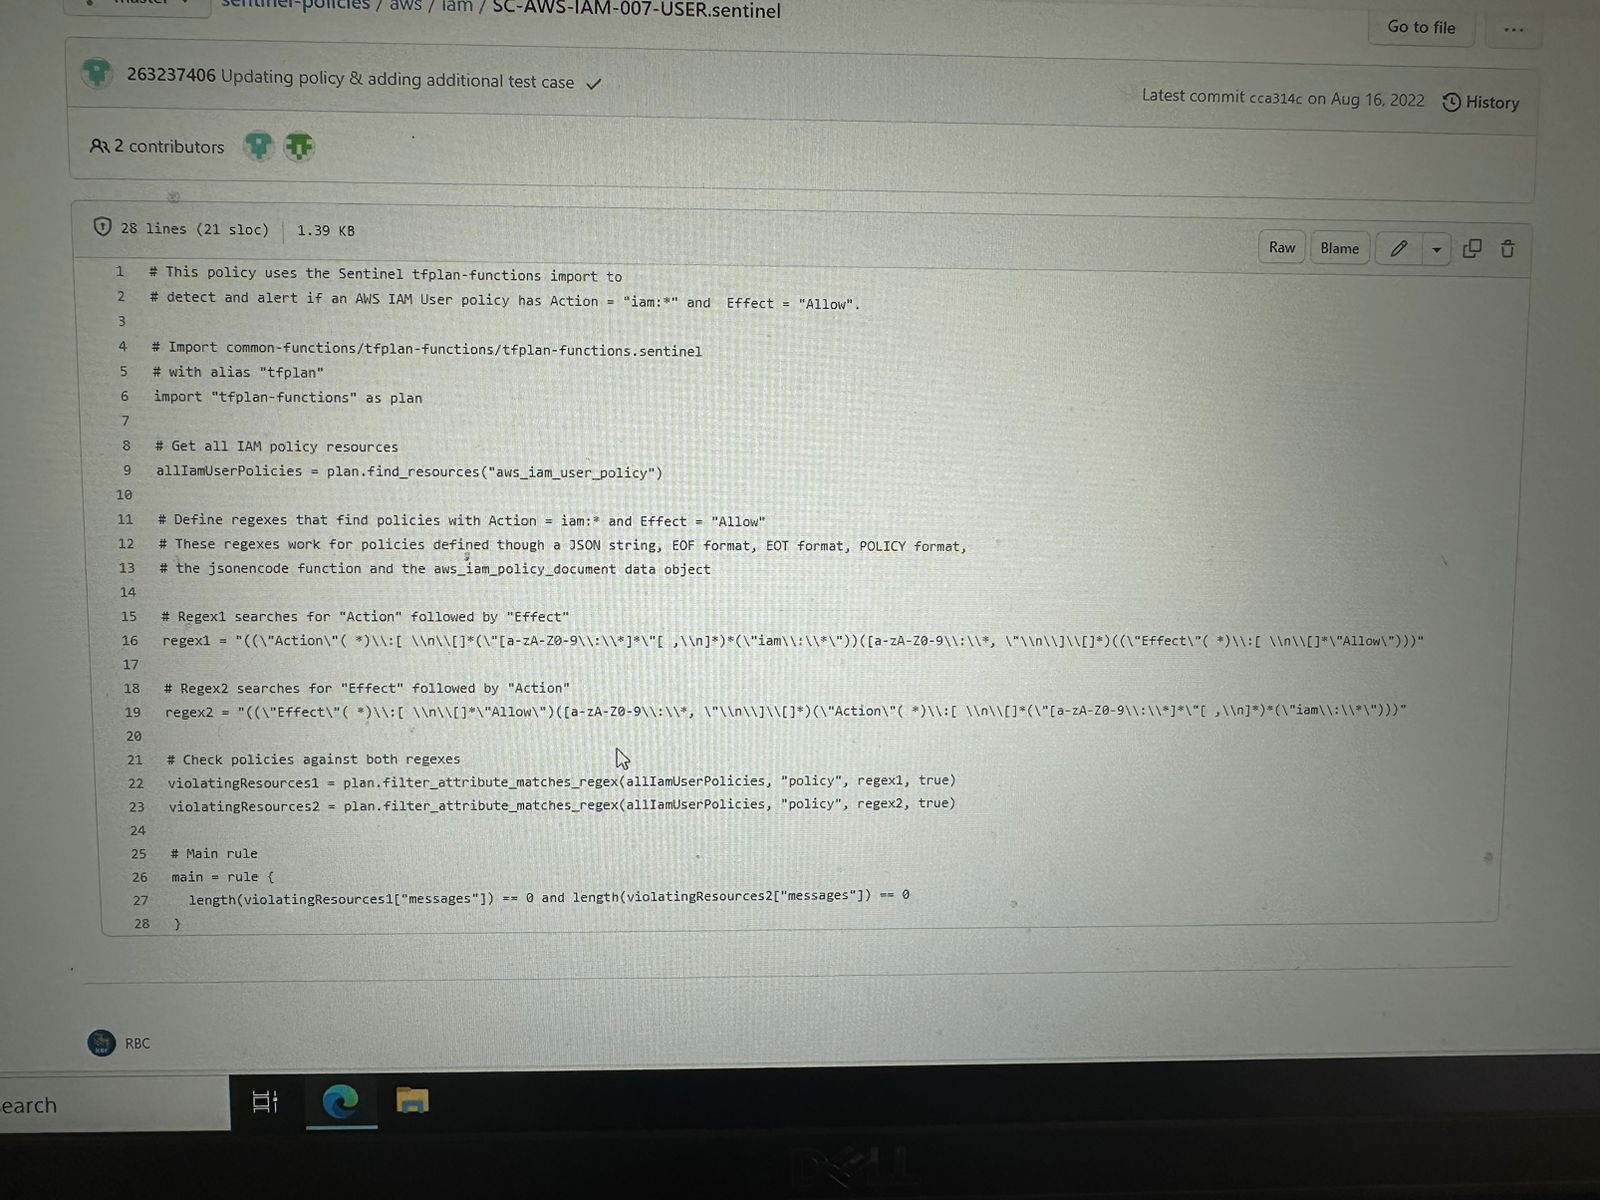 sentinel-policies / aws / iam / SC-AWS-IAM-007-USER.sentinel
Go to file
...
263237406 Updating policy & adding additional test case
Latest commit cca314c on Aug 16, 2022 History
2 contributors
28 lines (21 sloc) 1.39 KB
Raw Blame
1 # This policy uses the Sentinel tfplan-functions import to
2 # detect and alert if an AWS IAM User policy has Action = "iam:*" and  Effect = "Allow".
3
4 # Import common-functions/tfplan-functions/tfplan-functions.sentinel
5 # with alias "tfplan"
6 import "tfplan-functions" as plan
7
8 # Get all IAM policy resources
9 allIamUserPolicies = plan.find_resources("aws_iam_user_policy")
10
11 # Define regexes that find policies with Action = iam:* and Effect = "Allow"
12 # These regexes work for policies defined though a JSON string, EOF format, EOT format, POLICY format,
13 # the jsonencode function and the aws_iam_policy_document data object
14
15 # Regex1 searches for "Action" followed by "Effect"
16 regex1 = "((\"Action\"( *)\\:[ \\n\\[]*(\"[a-zA-Z0-9\\:\\*]*\"[ ,\\n]*)*(\"iam\\:\\*\"))([a-zA-Z0-9\\:\\*, \"\\n\\]\\[]*)((\"Effect\"( *)\\:[ \\n\\[]*\"Allow\")))"
17
18 # Regex2 searches for "Effect" followed by "Action"
19 regex2 = "((\"Effect\"( *)\\:[ \\n\\[]*\"Allow\")([a-zA-Z0-9\\:\\*, \"\\n\\]\\[]*)(\"Action\"( *)\\:[ \\n\\[]*(\"[a-zA-Z0-9\\:\\*]*\"[ ,\\n]*)*(\"iam\\:\\*\")))"
20
21 # Check policies against both regexes
22 violatingResources1 = plan.filter_attribute_matches_regex(allIamUserPolicies, "policy", regex1, true)
23 violatingResources2 = plan.filter_attribute_matches_regex(allIamUserPolicies, "policy", regex2, true)
24
25 # Main rule
26 main = rule {
27   length(violatingResources1["messages"]) == 0 and length(violatingResources2["messages"]) == 0
28 }
RBC
earch
DELL